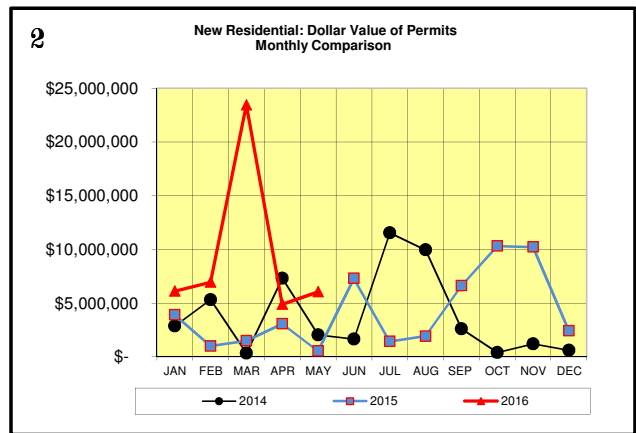 2
New Residential: Dollar Value of Permits
Monthly Comparison
$25,000,000
$20,000,000
$15,000,000
$10,000,000
$5,000,000
$-
JAN FEB MAR APR MAY JUN JUL AUG SEP OCT NOV DEC
2014 2015 2016